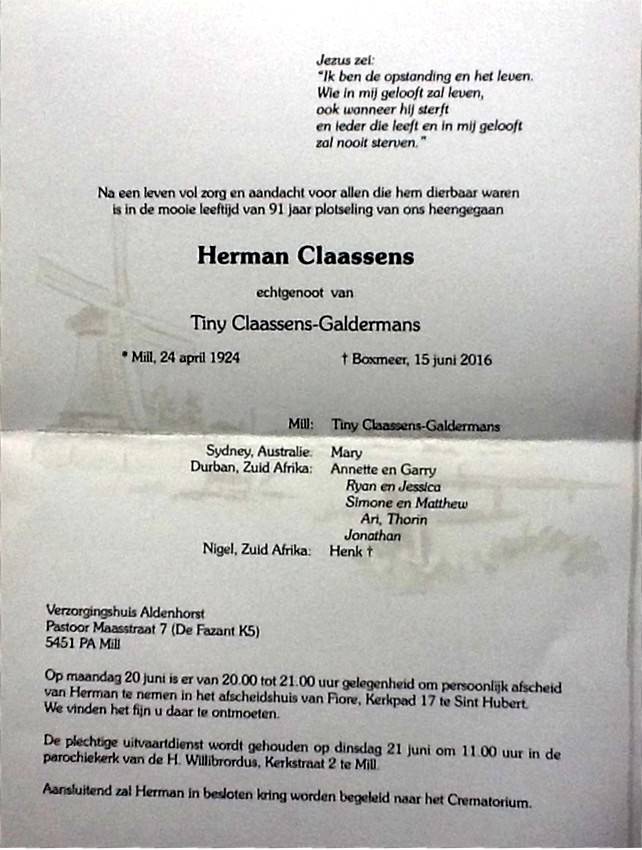 Jezus zei:
"Ik ben de opstanding en het leven.
Wie in mij gelooft zal leven,
ook wanneer hij sterft
en ieder die leeft en in mij gelooft
zal nooit sterven."
Na een leven vol zorg en aandacht voor allen die hem dierbaar waren
is in de mooie leeftijd van 91 jaar plotseling van ons heengegaan
Herman Claassens
echtgenoot van
Tiny Claassens-Galdermans
* Mill, 24 april 1924 † Boxmeer, 15 juni 2016
Mill: Tiny Claassens-Galdermans
Sydney, Australie: Mary
Durban, Zuid Afrika: Annette en Garry
Ryan en Jessica
Simone en Matthew
Ari, Thorin
Jonathan
Nigel, Zuid Afrika: Henk †
Verzorgingshuis Aldenhorst
Pastoor Maasstraat 7 (De Fazant K5)
5451 PA Mill
Op maandag 20 juni is er van 20.00 tot 21.00 uur gelegenheid om persoonlijk afscheid
van Herman te nemen in het afscheidshuis van Fiore, Kerkpad 17 te Sint Hubert.
We vinden het fijn u daar te ontmoeten.
De plechtige uitvaartdienst wordt gehouden op dinsdag 21 juni om 11.00 uur in de
parochiekerk van de H. Willibrordus, Kerkstraat 2 te Mill.
Aansluitend zal Herman in besloten kring worden begeleid naar het Crematorium.